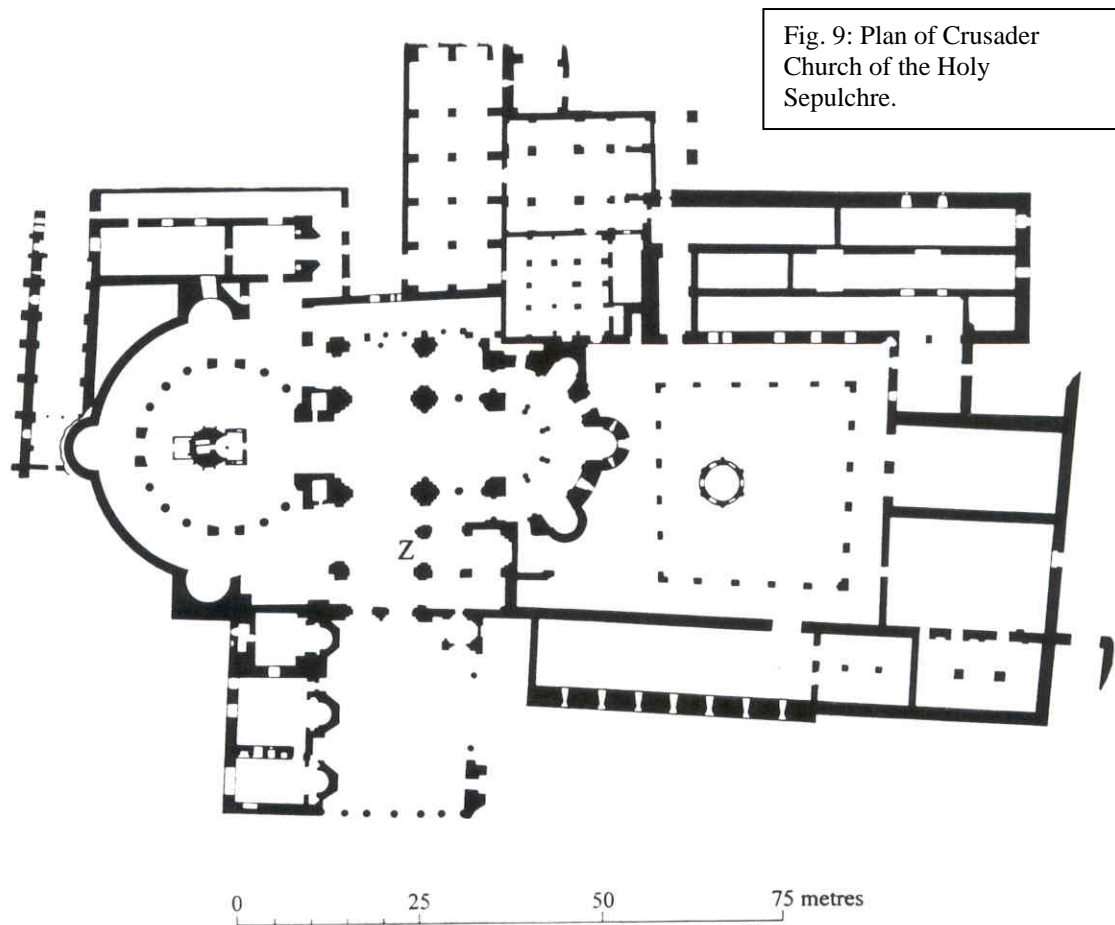 Fig. 9: Plan of Crusader
Church of the Holy
Sepulchre.
Z
0 25 50 75 metres